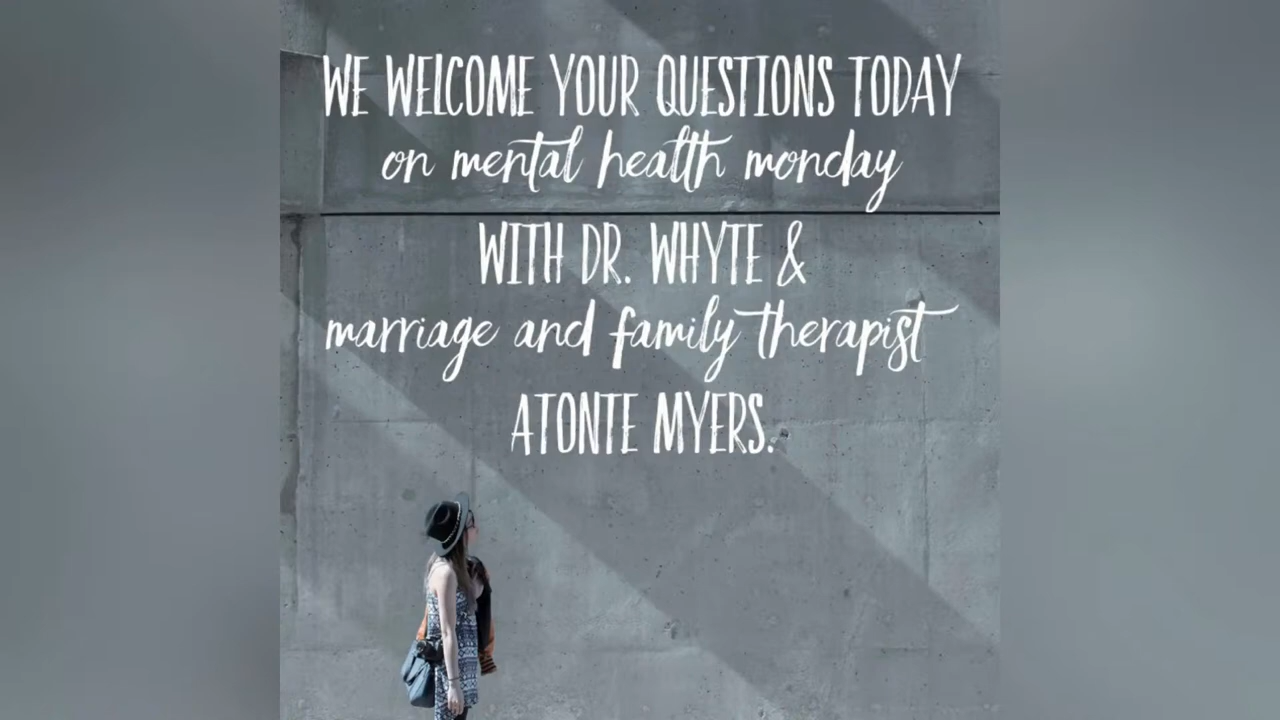 WE WELCOME YOUR QUESTIONS TODAY
on mental health monday
WITH DR. WHYTE &
marriage and family therapist
ATONTE MYERS.